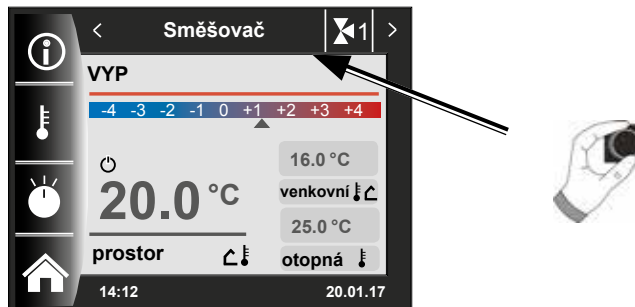 < Směšovač 1 >
VYP
-4 -3 -2 -1 0 +1 +2 +3 +4
16.0 °C
20.0 °C
venkovní
25.0 °C
prostor
otopná
14:12 20.01.17